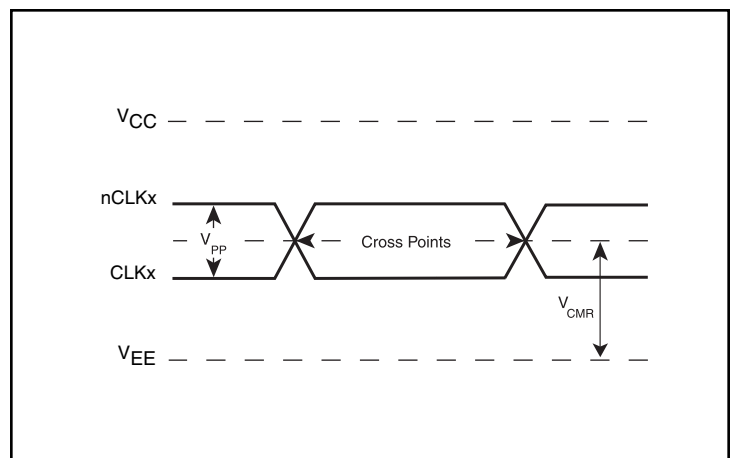 VCC
nCLKx
VPP
Cross Points
CLKx
VCMR
VEE